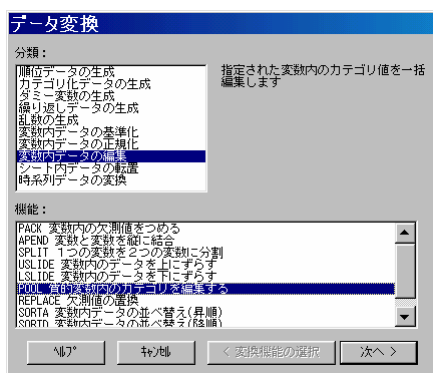 データ変換
分類：
順位データの生成
カテゴリ化データの生成
ダミー変数の生成
繰り返しデータの生成
乱数の生成
変数内データの基準化
変数内データの正規化
変数内データの編集
シート内データの転置
時系列データの変換
指定された変数内のカテゴリ値を一括
編集します
機能：
PACK 変数内の欠測値をつめる
APEND 変数と変数を縦に結合
SPLIT １つの変数を２つの変数に分割
USLIDE 変数内のデータを上にずらす
LSLIDE 変数内のデータを下にずらす
POOL 質的変数内のカテゴリを編集する
REPLACE 欠測値の置換
SORTA 変数内データの並べ替え(昇順)
SORTD 変数内データの並べ替え(降順)
ﾍﾙﾌﾟ
ｷｬﾝｾﾙ
< 変換機能の選択
次へ >